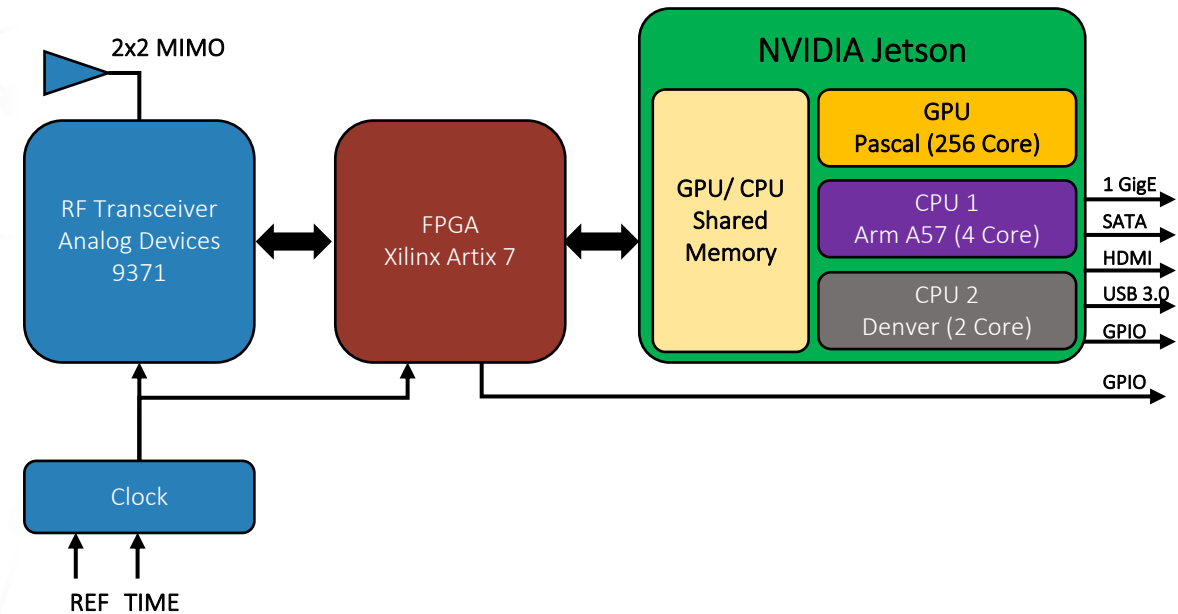 2x2 MIMO
RF Transceiver
Analog Devices
9371
FPGA
Xilinx Artix 7
NVIDIA Jetson
GPU/ CPU
Shared
Memory
GPU
Pascal (256 Core)
CPU 1
Arm A57 (4 Core)
CPU 2
Denver (2 Core)
1 GigE
SATA
HDMI
USB 3.0
GPIO
GPIO
Clock
REF TIME